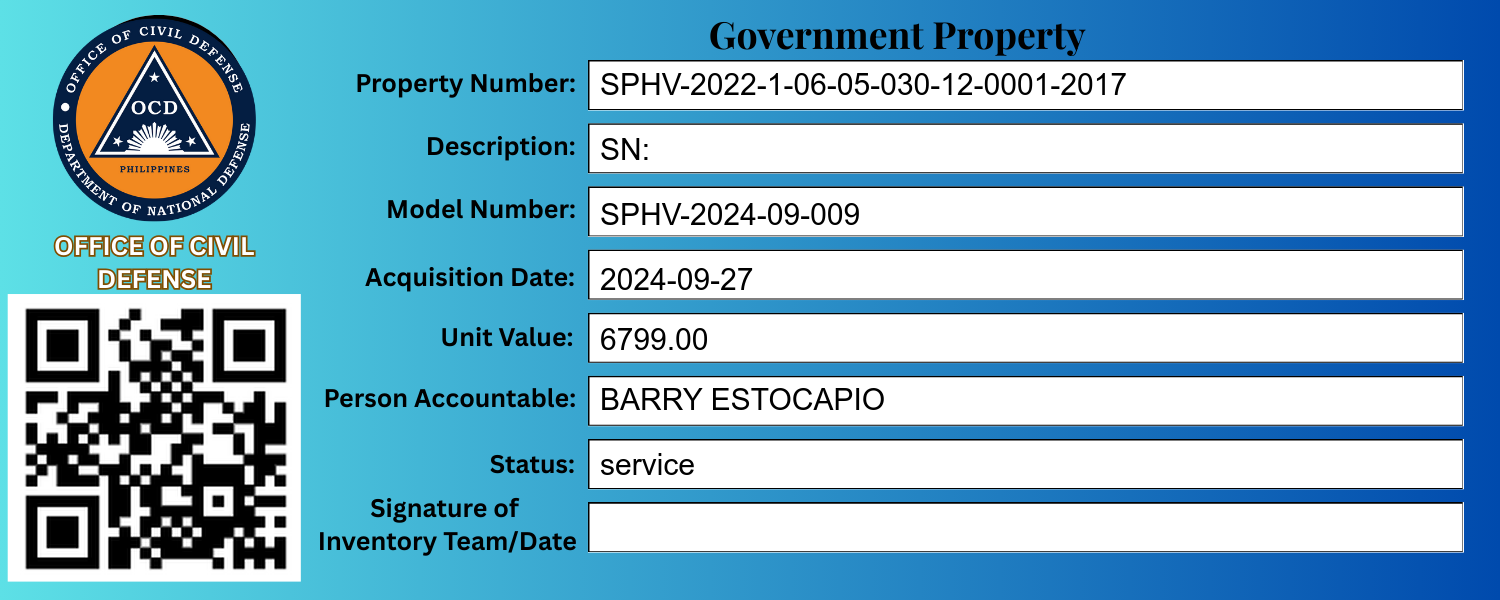 OFFICE OF CIVIL DEFENSE
OCD
PHILIPPINES
DEPARTMENT OF NATIONAL DEFENSE
OFFICE OF CIVIL
DEFENSE
Government Property
Property Number: SPHV-2022-1-06-05-030-12-0001-2017
Description: SN:
Model Number: SPHV-2024-09-009
Acquisition Date: 2024-09-27
Unit Value: 6799.00
Person Accountable: BARRY ESTOCAPIO
Status: service
Signature of
Inventory Team/Date